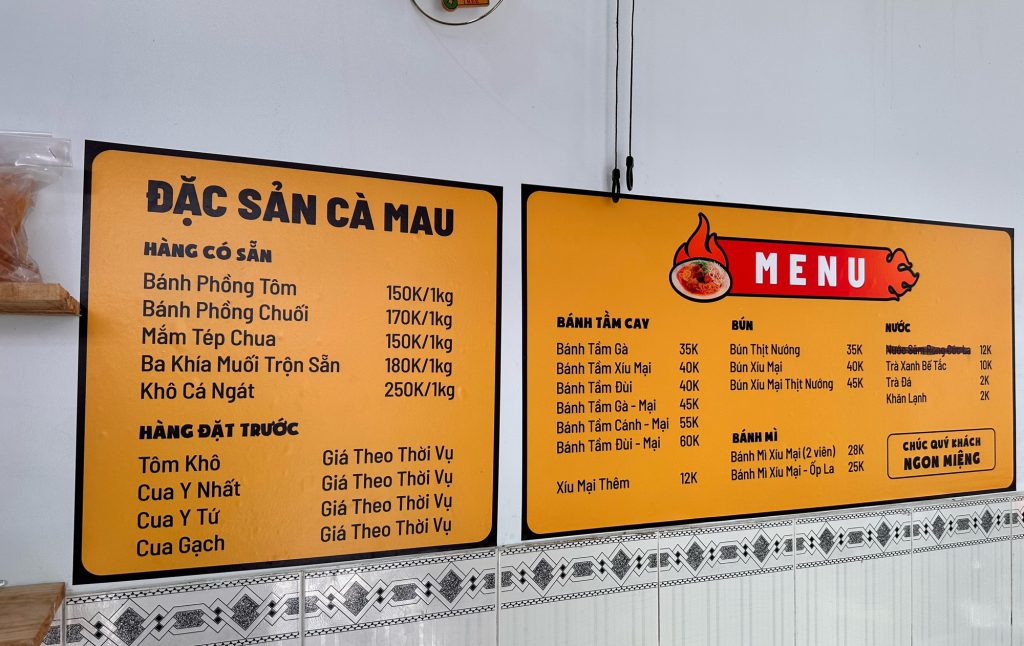 ĐẶC SẢN CÀ MAU
HÀNG CÓ SẴN
Bánh Phồng Tôm 150K/1kg
Bánh Phồng Chuối 170K/1kg
Mắm Tép Chua 150K/1kg
Ba Khía Muối Trộn Sẵn 180K/1kg
Khô Cá Ngát 250K/1kg
HÀNG ĐẶT TRƯỚC
Tôm Khô Giá Theo Thời Vụ
Cua Y Nhất Giá Theo Thời Vụ
Cua Y Tứ Giá Theo Thời Vụ
Cua Gạch Giá Theo Thời Vụ
MENU
BÁNH TẦM CAY
Bánh Tầm Gà 35K
Bánh Tầm Xíu Mại 40K
Bánh Tầm Đùi 40K
Bánh Tầm Gà - Mại 45K
Bánh Tầm Cánh - Mại 55K
Bánh Tầm Đùi - Mại 60K
Xíu Mại Thêm 12K
BÚN
Bún Thịt Nướng 35K
Bún Xíu Mại 40K
Bún Xíu Mại Thịt Nướng 45K
BÁNH MÌ
Bánh Mì Xíu Mại (2 viên) 28K
Bánh Mì Xíu Mại - Ốp La 25K
NƯỚC
Nước Sâm 12K
Trà Xanh Bế Tắc 10K
Trà Đá 2K
Khăn Lạnh 2K
CHÚC QUÝ KHÁCH
NGON MIỆNG